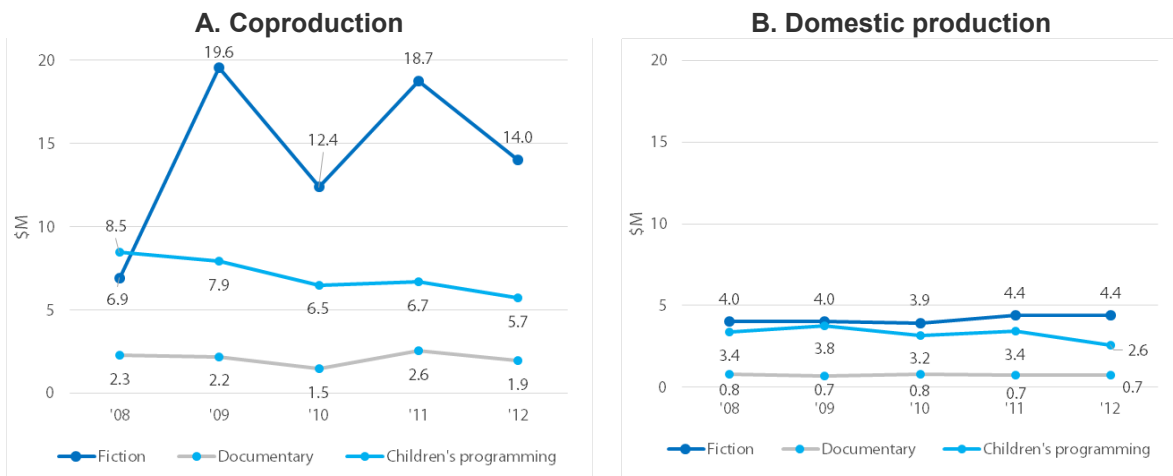 A. Coproduction
20
15
10
5
0
$M
19.6
18.7
14.0
12.4
8.5
6.9
7.9
6.5
6.7
5.7
2.3
2.2
1.5
2.6
1.9
'08 '09 '10 '11 '12
Fiction Documentary Children's programming
B. Domestic production
20
15
10
5
0
$M
4.0 4.0 3.9 4.4 4.4
3.4 3.8 3.2 3.4 2.6
0.8 0.7 0.8 0.7 0.7
'08 '09 '10 '11 '12
Fiction Documentary Children's programming